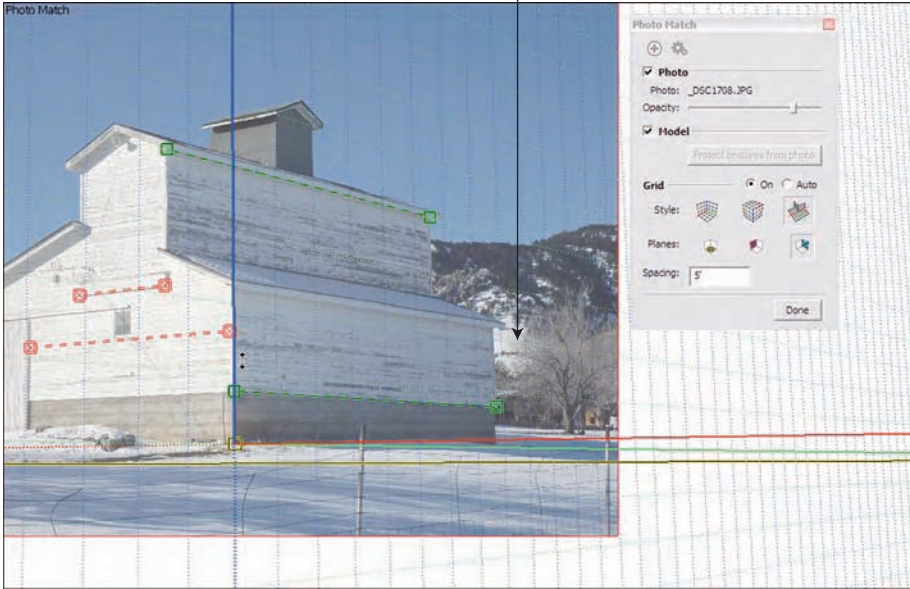 Photo Match
Photo Match
Photo
Photo: _DSC1708.JPG
Opacity:
Model
Project textures from photo
Grid On Auto
Style:
Planes:
Spacing: 5'
Done